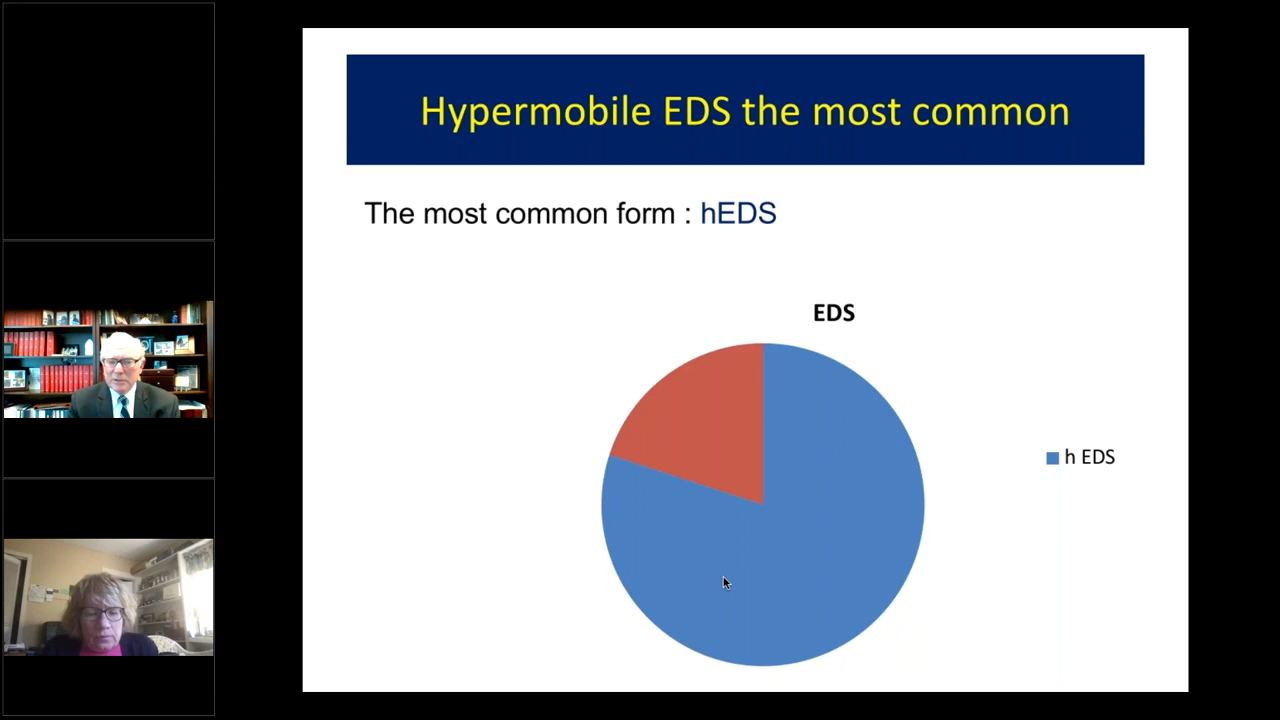 Hypermobile EDS the most common
The most common form : hEDS
EDS
h EDS